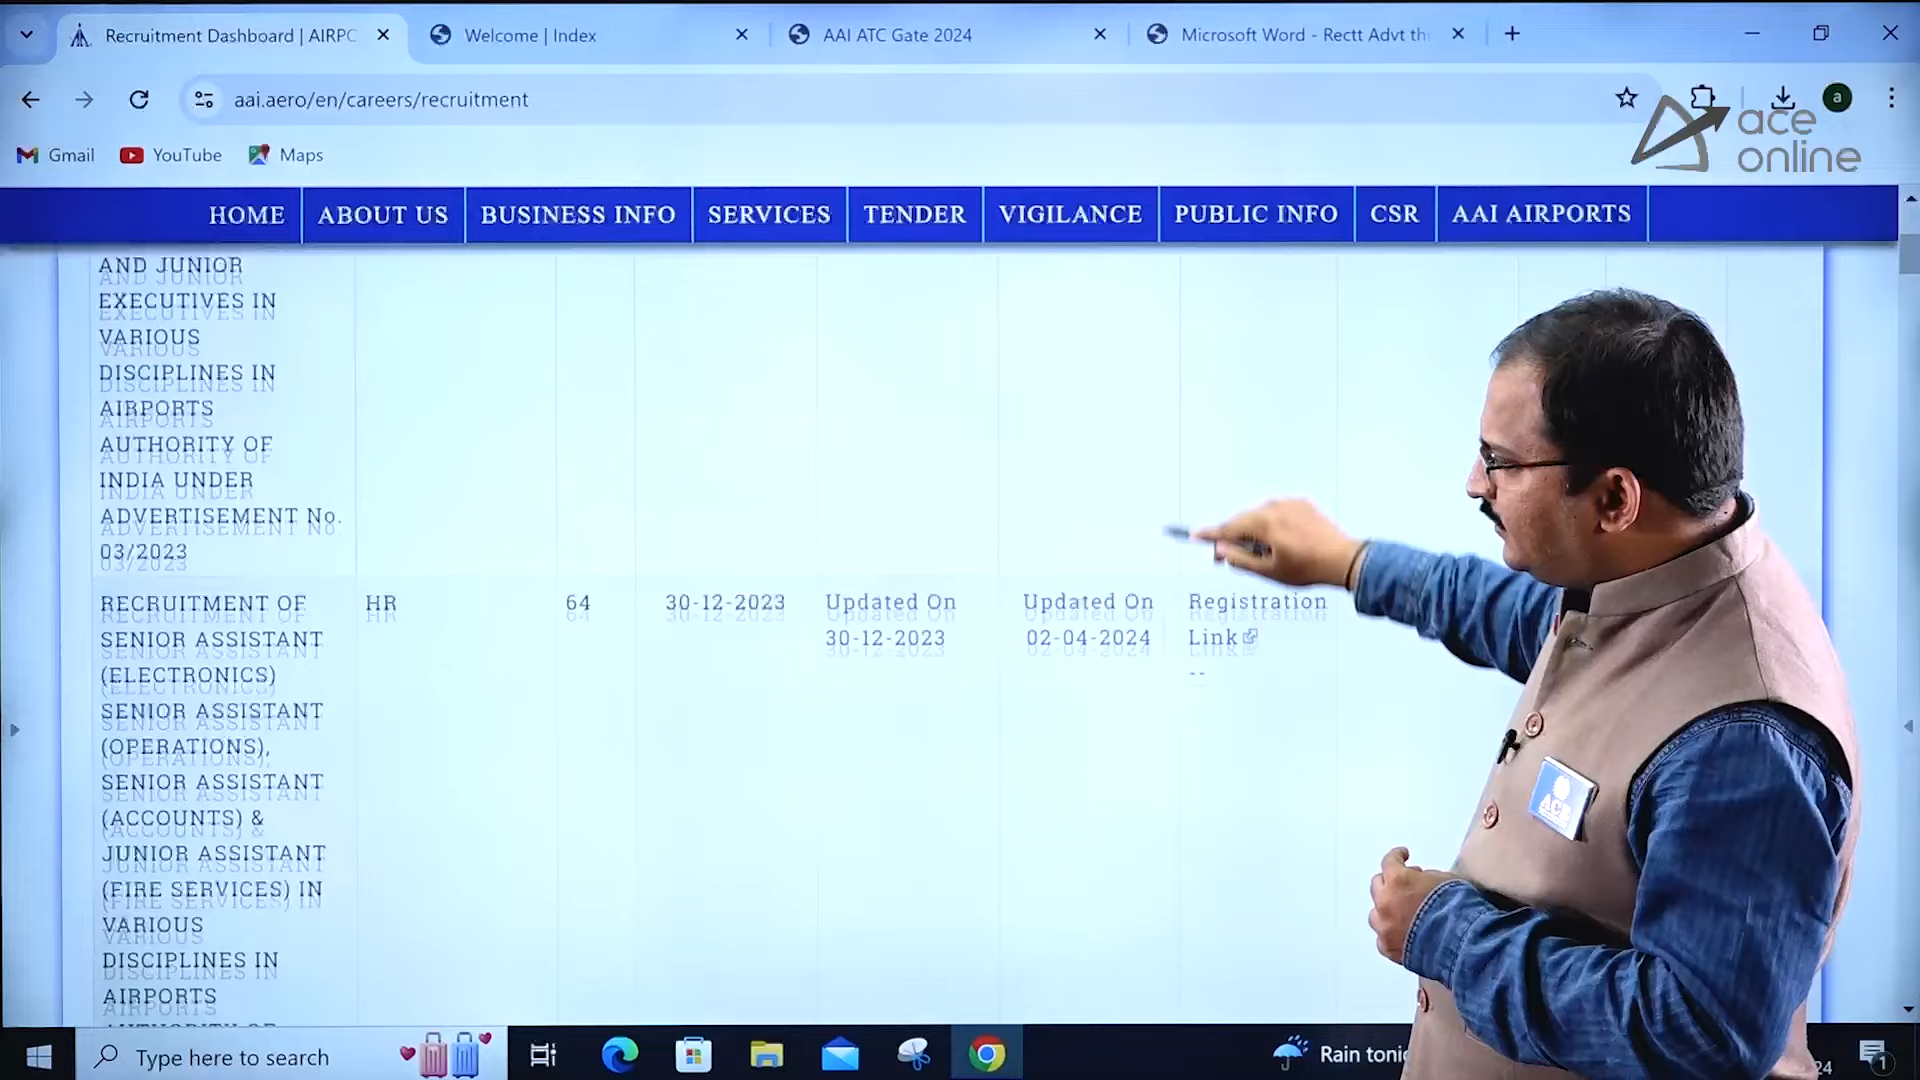 Recruitment Dashboard | AIRPC
Welcome | Index
AAI ATC Gate 2024
Microsoft Word - Rectt Advt th
aai.aero/en/careers/recruitment
a
Gmail
YouTube
Maps
ace
online
HOME
ABOUT US
BUSINESS INFO
SERVICES
TENDER
VIGILANCE
PUBLIC INFO
CSR
AAI AIRPORTS
AND JUNIOR
EXECUTIVES IN
VARIOUS
DISCIPLINES IN
AIRPORTS
AUTHORITY OF
INDIA UNDER
ADVERTISEMENT No.
03/2023
RECRUITMENT OF
SENIOR ASSISTANT
(ELECTRONICS)
SENIOR ASSISTANT
(OPERATIONS),
SENIOR ASSISTANT
(ACCOUNTS) &
JUNIOR ASSISTANT
(FIRE SERVICES) IN
VARIOUS
DISCIPLINES IN
AIRPORTS
HR
64
30-12-2023
Updated On
30-12-2023
Updated On
02-04-2024
Registration
Link
--
ACE
Type here to search
Rain tonig
24
1